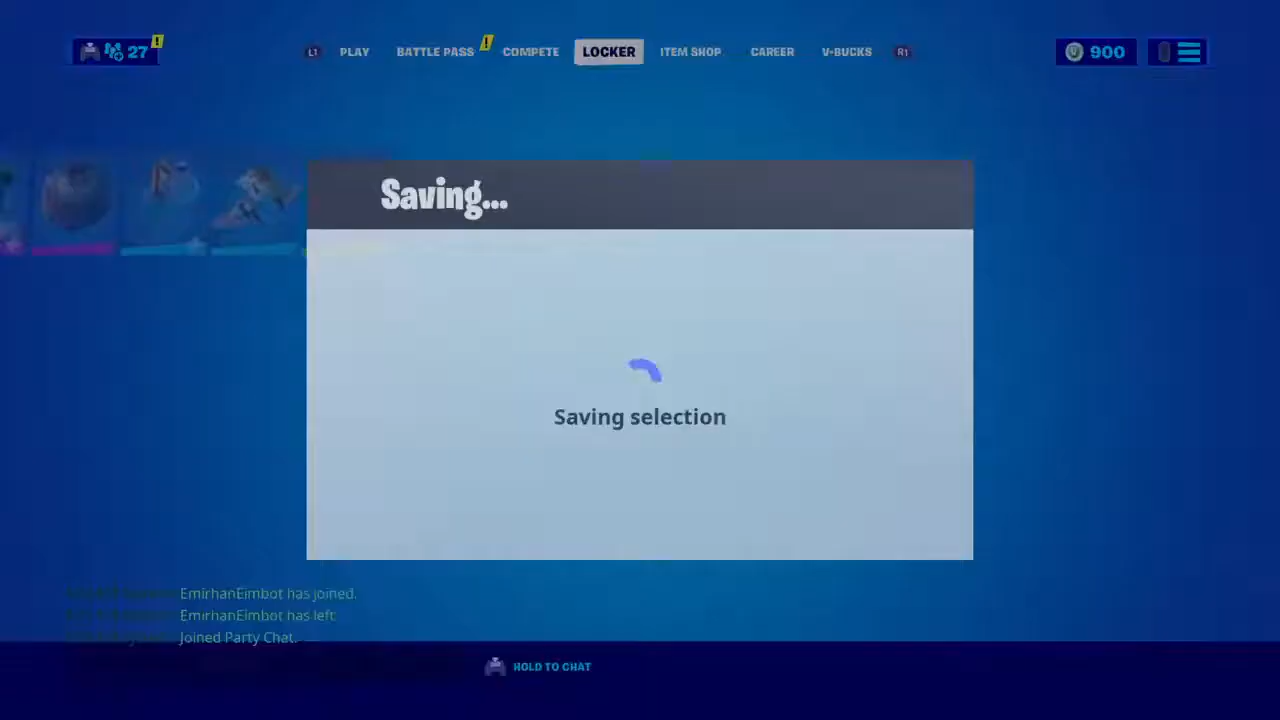 27
!
L1
PLAY
BATTLE PASS
!
COMPETE
LOCKER
ITEM SHOP
CAREER
V-BUCKS
R1
900
Saving...
Saving selection
EmirhanEimbot has joined.
EmirhanEimbot has left
Joined Party Chat.
HOLD TO CHAT